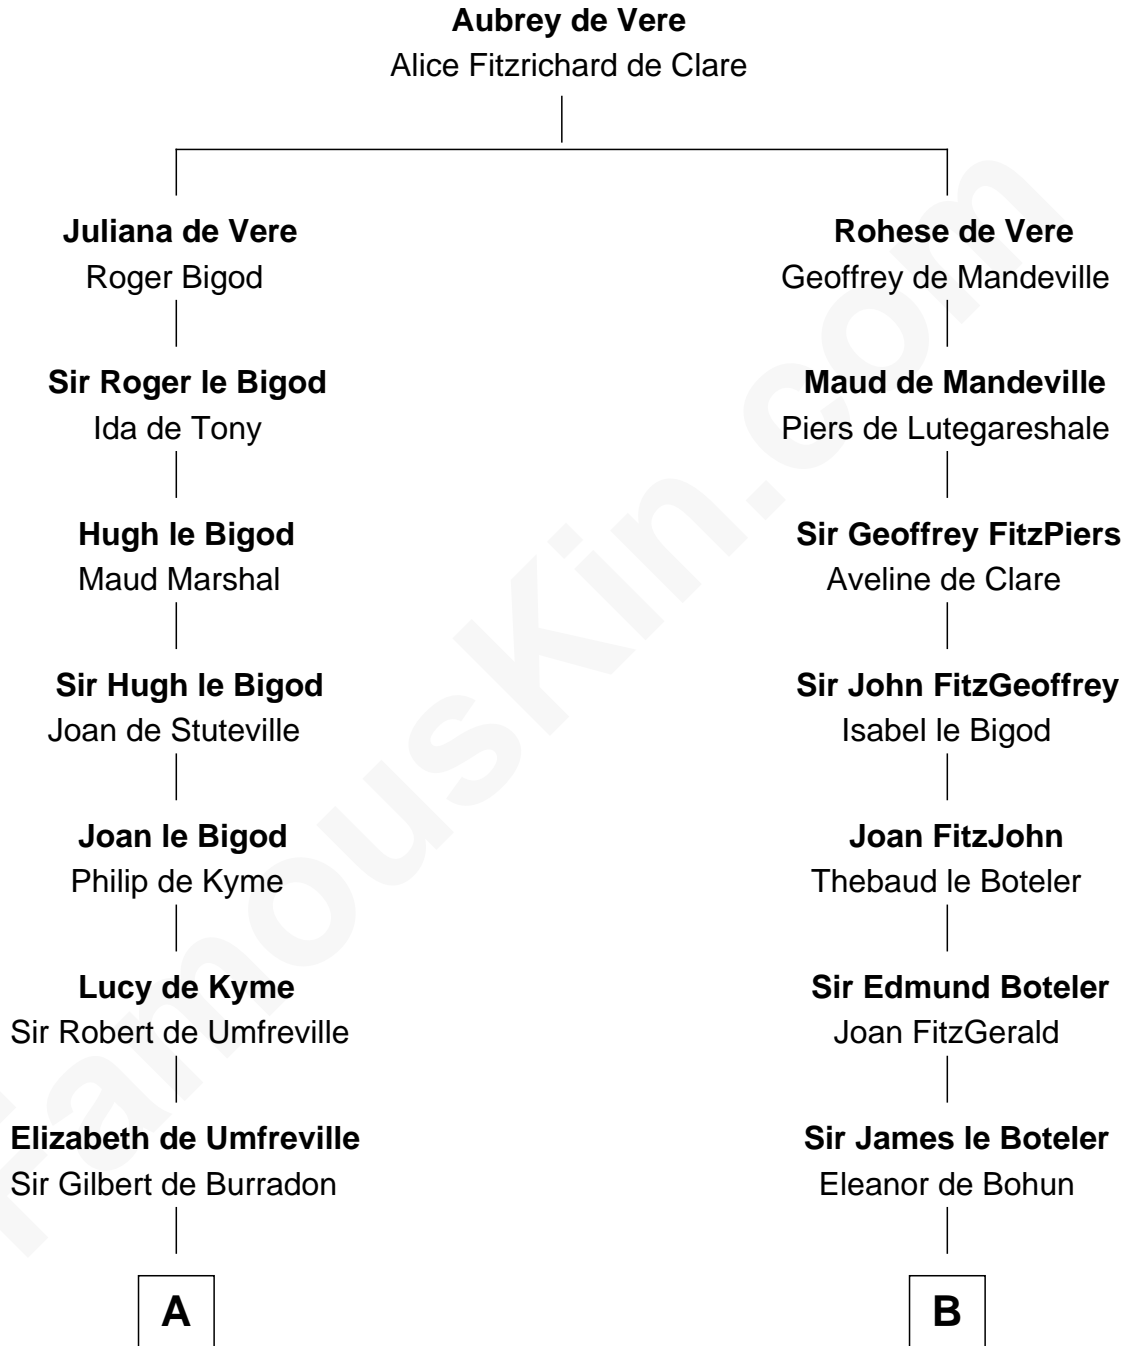 Aubrey de Vere
Alice Fitzrichard de Clare
Juliana de Vere
Roger Bigod
Rohese de Vere
Geoffrey de Mandeville
Sir Roger le Bigod
Ida de Tony
Maud de Mandeville
Piers de Lutegareshale
Hugh le Bigod
Maud Marshal
Sir Geoffrey FitzPiers
Aveline de Clare
Sir Hugh le Bigod
Joan de Stuteville
Sir John FitzGeoffrey
Isabel le Bigod
Joan le Bigod
Philip de Kyme
Joan FitzJohn
Thebaud le Boteler
Lucy de Kyme
Sir Robert de Umfreville
Sir Edmund Boteler
Joan FitzGerald
Elizabeth de Umfreville
Sir Gilbert de Burradon
Sir James le Boteler
Eleanor de Bohun
A
B
FamousKin.com